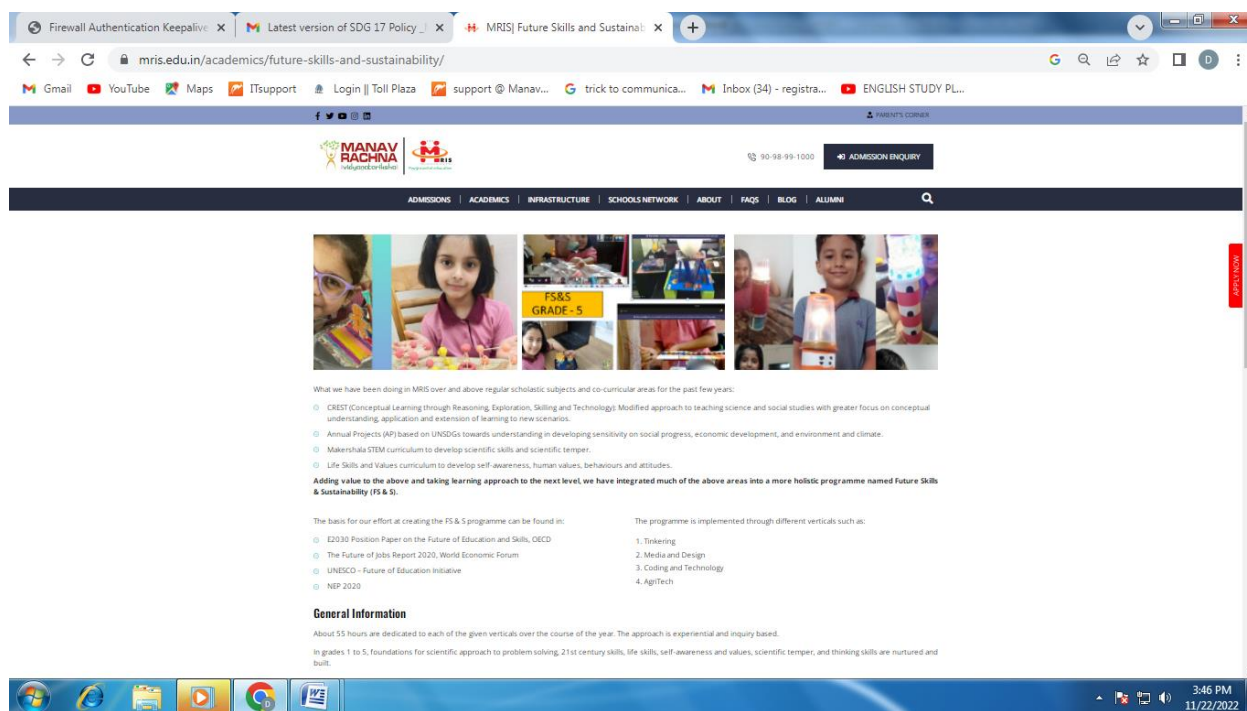 Firewall Authentication Keepalive
Latest version of SDG 17 Policy _
MRIS| Future Skills and Sustainab
mris.edu.in/academics/future-skills-and-sustainability/
Gmail YouTube Maps ITsupport Login || Toll Plaza support @ Manav... trick to communica... Inbox (34) - registra... ENGLISH STUDY PL...
PARENT'S CORNER
MANAV
RACHNA
MRIS
90-98-99-1000 ADMISSION ENQUIRY
ADMISSIONS | ACADEMICS | INFRASTRUCTURE | SCHOOLS NETWORK | ABOUT | FAQS | BLOG | ALUMNI
APPLY NOW
FS&S
GRADE - 5
What we have been doing in MRIS over and above regular scholastic subjects and co-curricular areas for the past few years:
CREST (Conceptual Learning through Reasoning, Exploration, Skilling and Technology): Modified approach to teaching science and social studies with greater focus on conceptual
understanding, application and extension of learning to new scenarios.
Annual Projects (AP) based on UNSDGs towards understanding in developing sensitivity on social progress, economic development, and environment and climate.
Makershala STEM curriculum to develop scientific skills and scientific temper.
Life Skills and Values curriculum to develop self-awareness, human values, behaviours and attitudes.
Adding value to the above and taking learning approach to the next level, we have integrated much of the above areas into a more holistic programme named Future Skills
& Sustainability (FS & S).
The basis for our effort at creating the FS & S programme can be found in:
E2030 Position Paper on the Future of Education and Skills, OECD
The Future of Jobs Report 2020, World Economic Forum
UNESCO – Future of Education Initiative
NEP 2020
The programme is implemented through different verticals such as:
1. Tinkering
2. Media and Design
3. Coding and Technology
4. AgriTech
General Information
About 55 hours are dedicated to each of the given verticals over the course of the year. The approach is experiential and inquiry based.
In grades 1 to 5, foundations for scientific approach to problem solving, 21st century skills, life skills, self-awareness and values, scientific temper, and thinking skills are nurtured and
built.
3:46 PM
11/22/2022